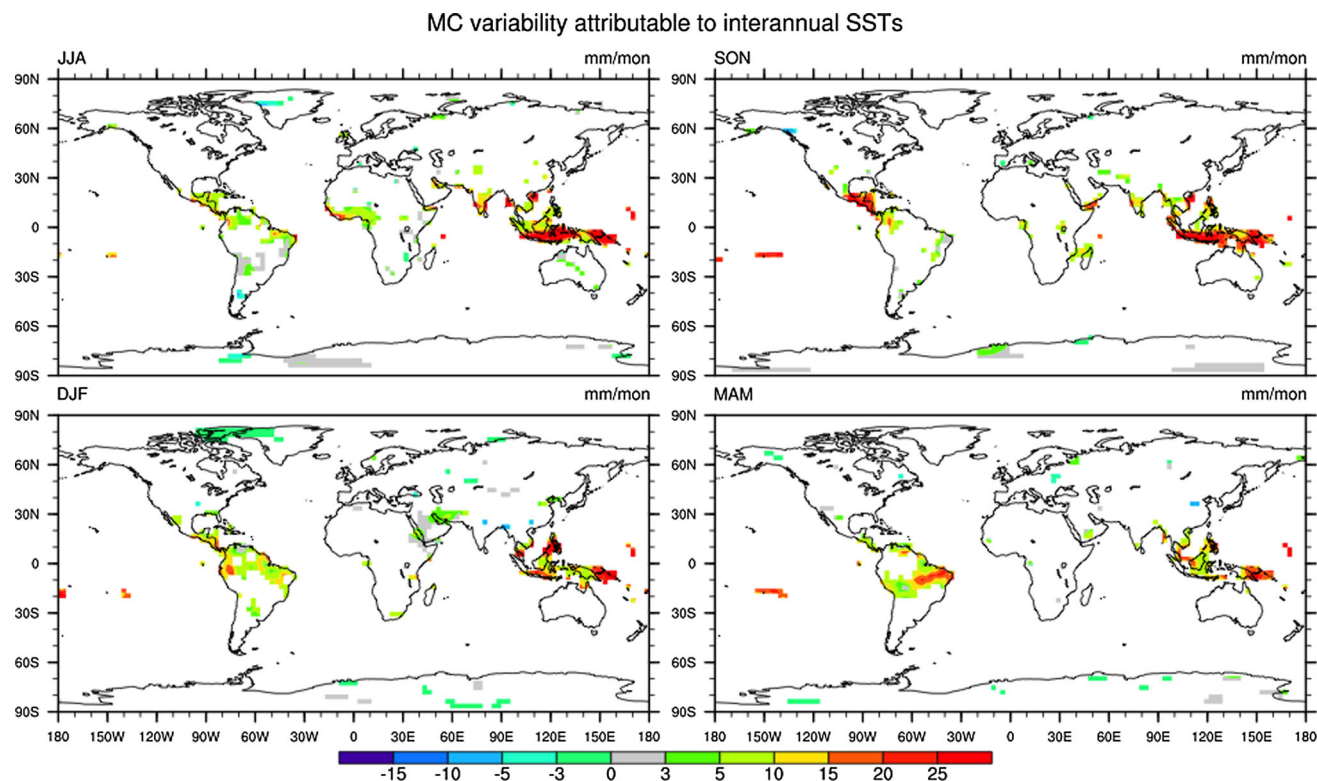 MC variability attributable to interannual SSTs
JJA mm/mon SON mm/mon
90N 90N
60N 60N
30N 30N
0 0
30S 30S
60S 60S
90S 90S
DJF mm/mon MAM mm/mon
90N 90N
60N 60N
30N 30N
0 0
30S 30S
60S 60S
90S 90S
180 150W 120W 90W 60W 30W 0 30E 60E 90E 120E 150E 180 180 150W 120W 90W 60W 30W 0 30E 60E 90E 120E 150E 180
-15 -10 -5 -3 0 3 5 10 15 20 25